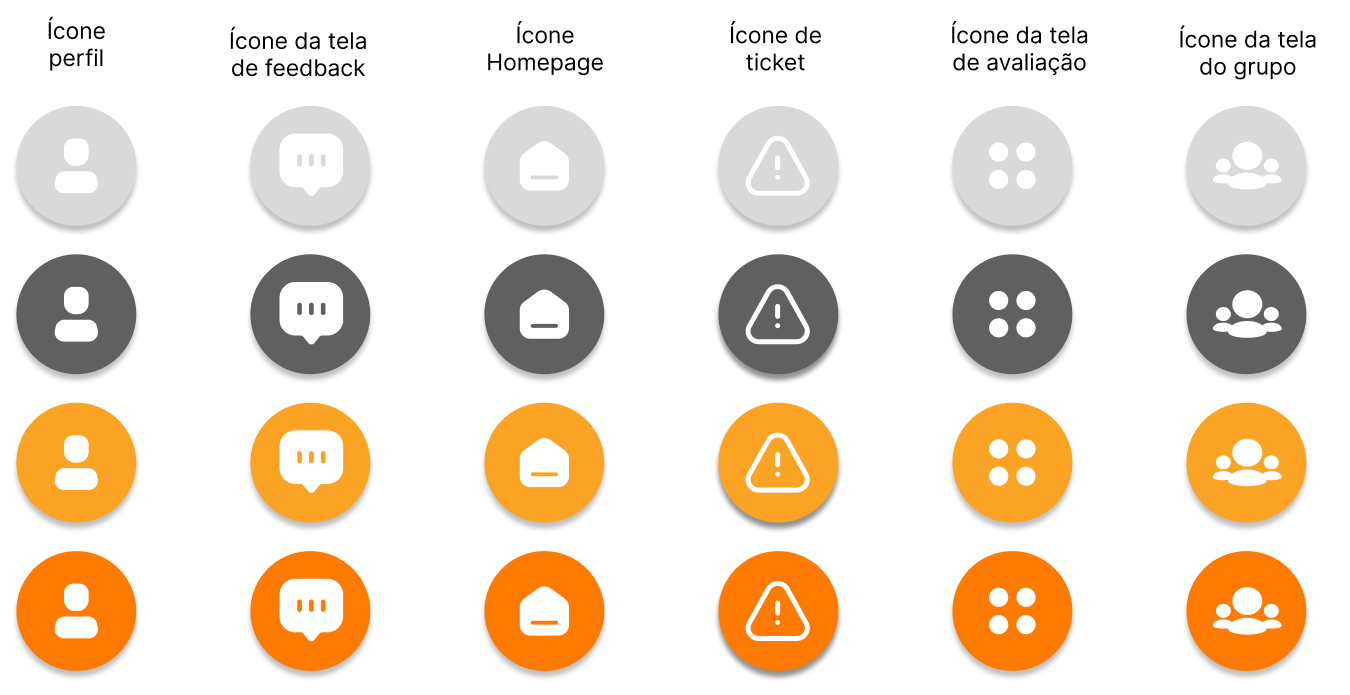 Ícone
perfil
Ícone da tela
de feedback
Ícone
Homepage
Ícone de
ticket
Ícone da tela
de avaliação
Ícone da tela
do grupo